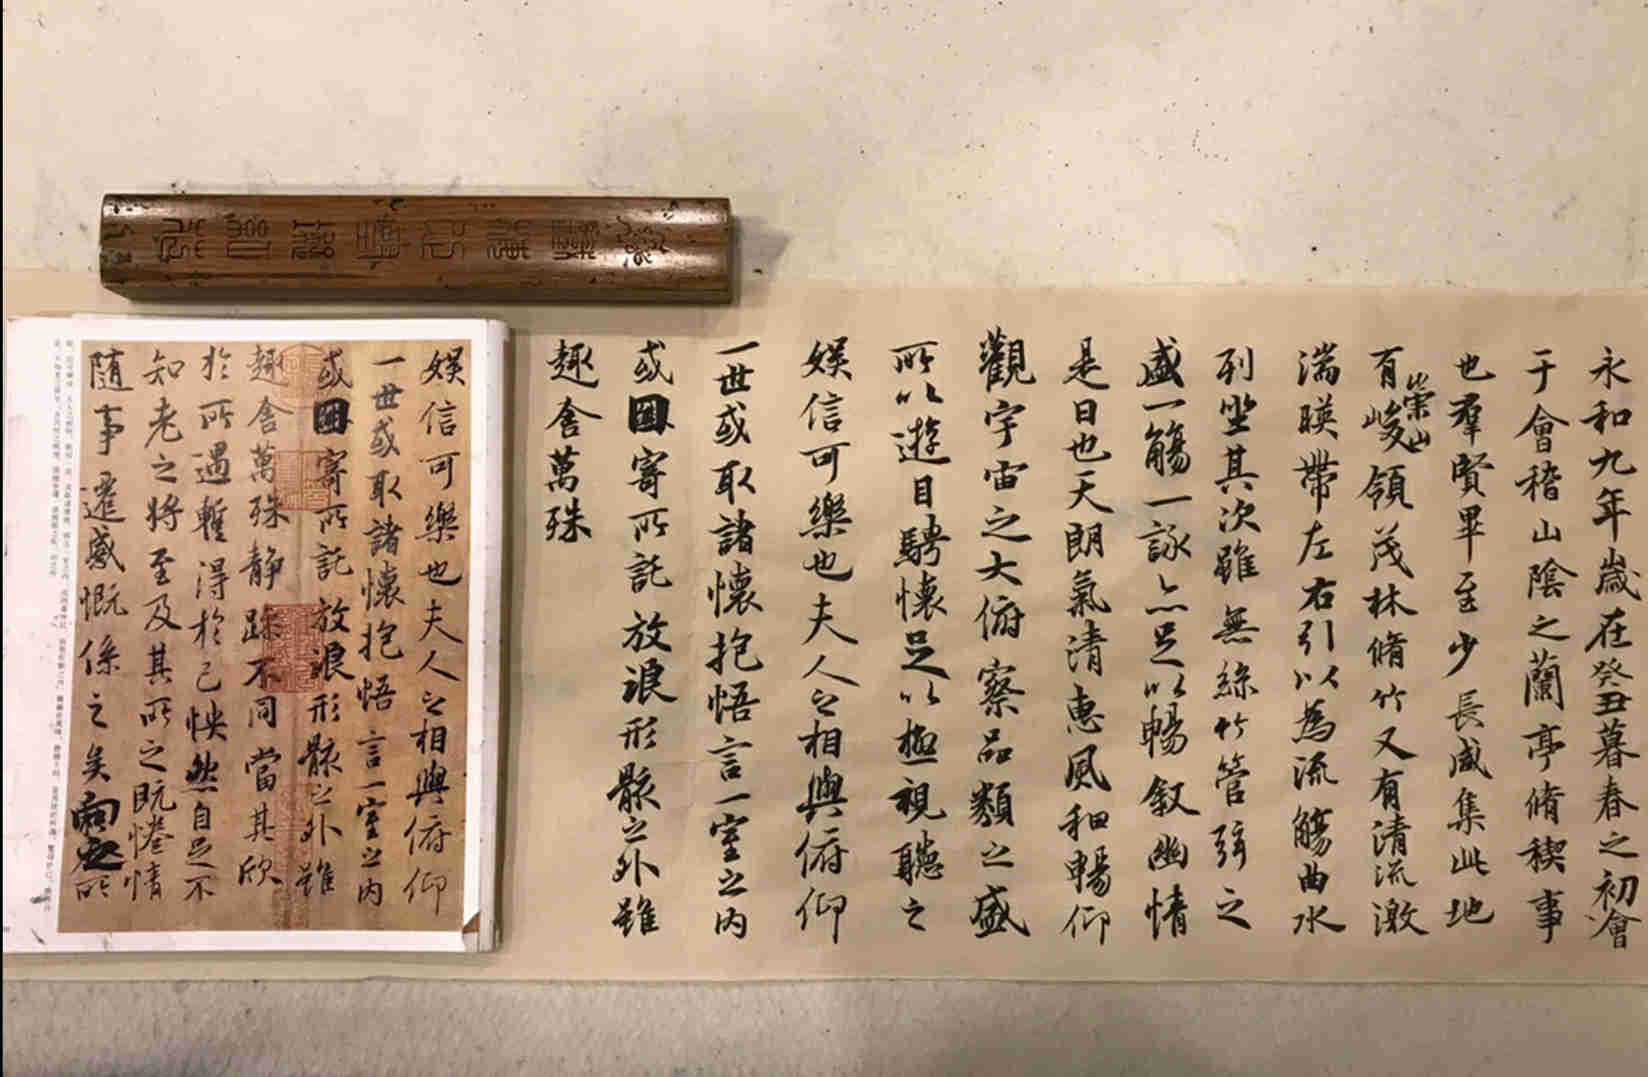 永和九年歲在癸丑暮春之初會
于會稽山陰之蘭亭脩稧事
也羣賢畢至少長咸集此地
有崇山峻領茂林脩竹又有清流激
湍暎帶左右引以為流觴曲水
列坐其次雖無絲竹管弦之
盛一觴一詠亦足以暢叙幽情
是日也天朗氣清惠風和暢仰
觀宇宙之大俯察品類之盛
所以遊目騁懷足以極視聽之
娛信可樂也夫人之相與俯仰
一世或取諸懷抱悟言一室之內
或因寄所託放浪形骸之外雖
趣舍萬殊
娛信可樂也夫人之相與俯仰
一世或取諸懷抱悟言一室之內
或因寄所託放浪形骸之外雖
趣舍萬殊靜躁不同當其欣
於所遇蹔得於己怏然自足不
知老之將至及其所之既惓情
隨事遷感慨係之矣向之所